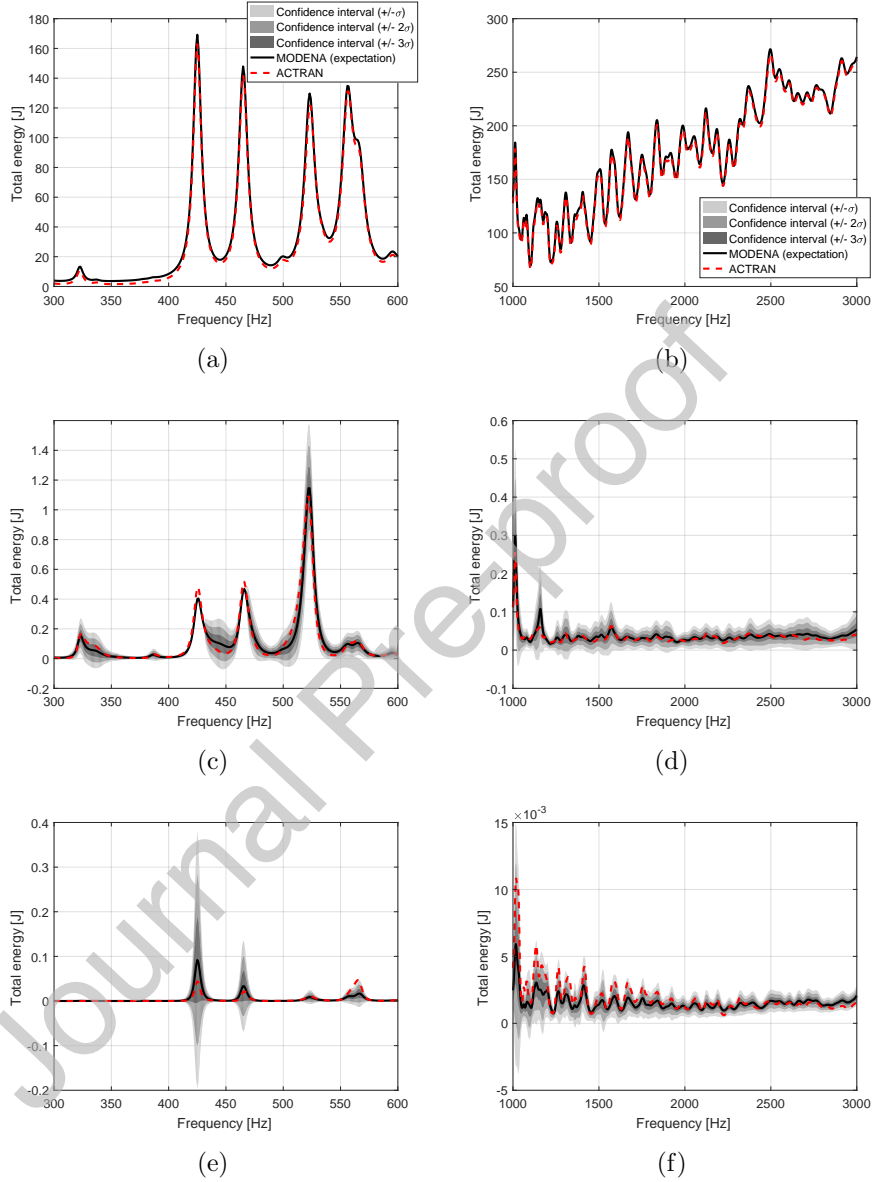 Confidence interval (+/-σ)
Confidence interval (+/- 2σ)
Confidence interval (+/- 3σ)
MODENA (expectation)
ACTRAN
180
160
140
120
100
80
60
40
20
0
Total energy [J]
300 350 400 450 500 550 600
Frequency [Hz]
(a)
300
250
200
150
100
50
Total energy [J]
Confidence interval (+/-σ)
Confidence interval (+/- 2σ)
Confidence interval (+/- 3σ)
MODENA (expectation)
ACTRAN
1000 1500 2000 2500 3000
Frequency [Hz]
(b)
1.4
1.2
1
0.8
0.6
0.4
0.2
0
-0.2
Total energy [J]
300 350 400 450 500 550 600
Frequency [Hz]
(c)
0.6
0.5
0.4
0.3
0.2
0.1
0
-0.1
Total energy [J]
1000 1500 2000 2500 3000
Frequency [Hz]
(d)
0.4
0.3
0.2
0.1
0
-0.1
-0.2
Total energy [J]
300 350 400 450 500 550 600
Frequency [Hz]
(e)
×10⁻³
15
10
5
0
-5
Total energy [J]
1000 1500 2000 2500 3000
Frequency [Hz]
(f)
Journal Pre-proof